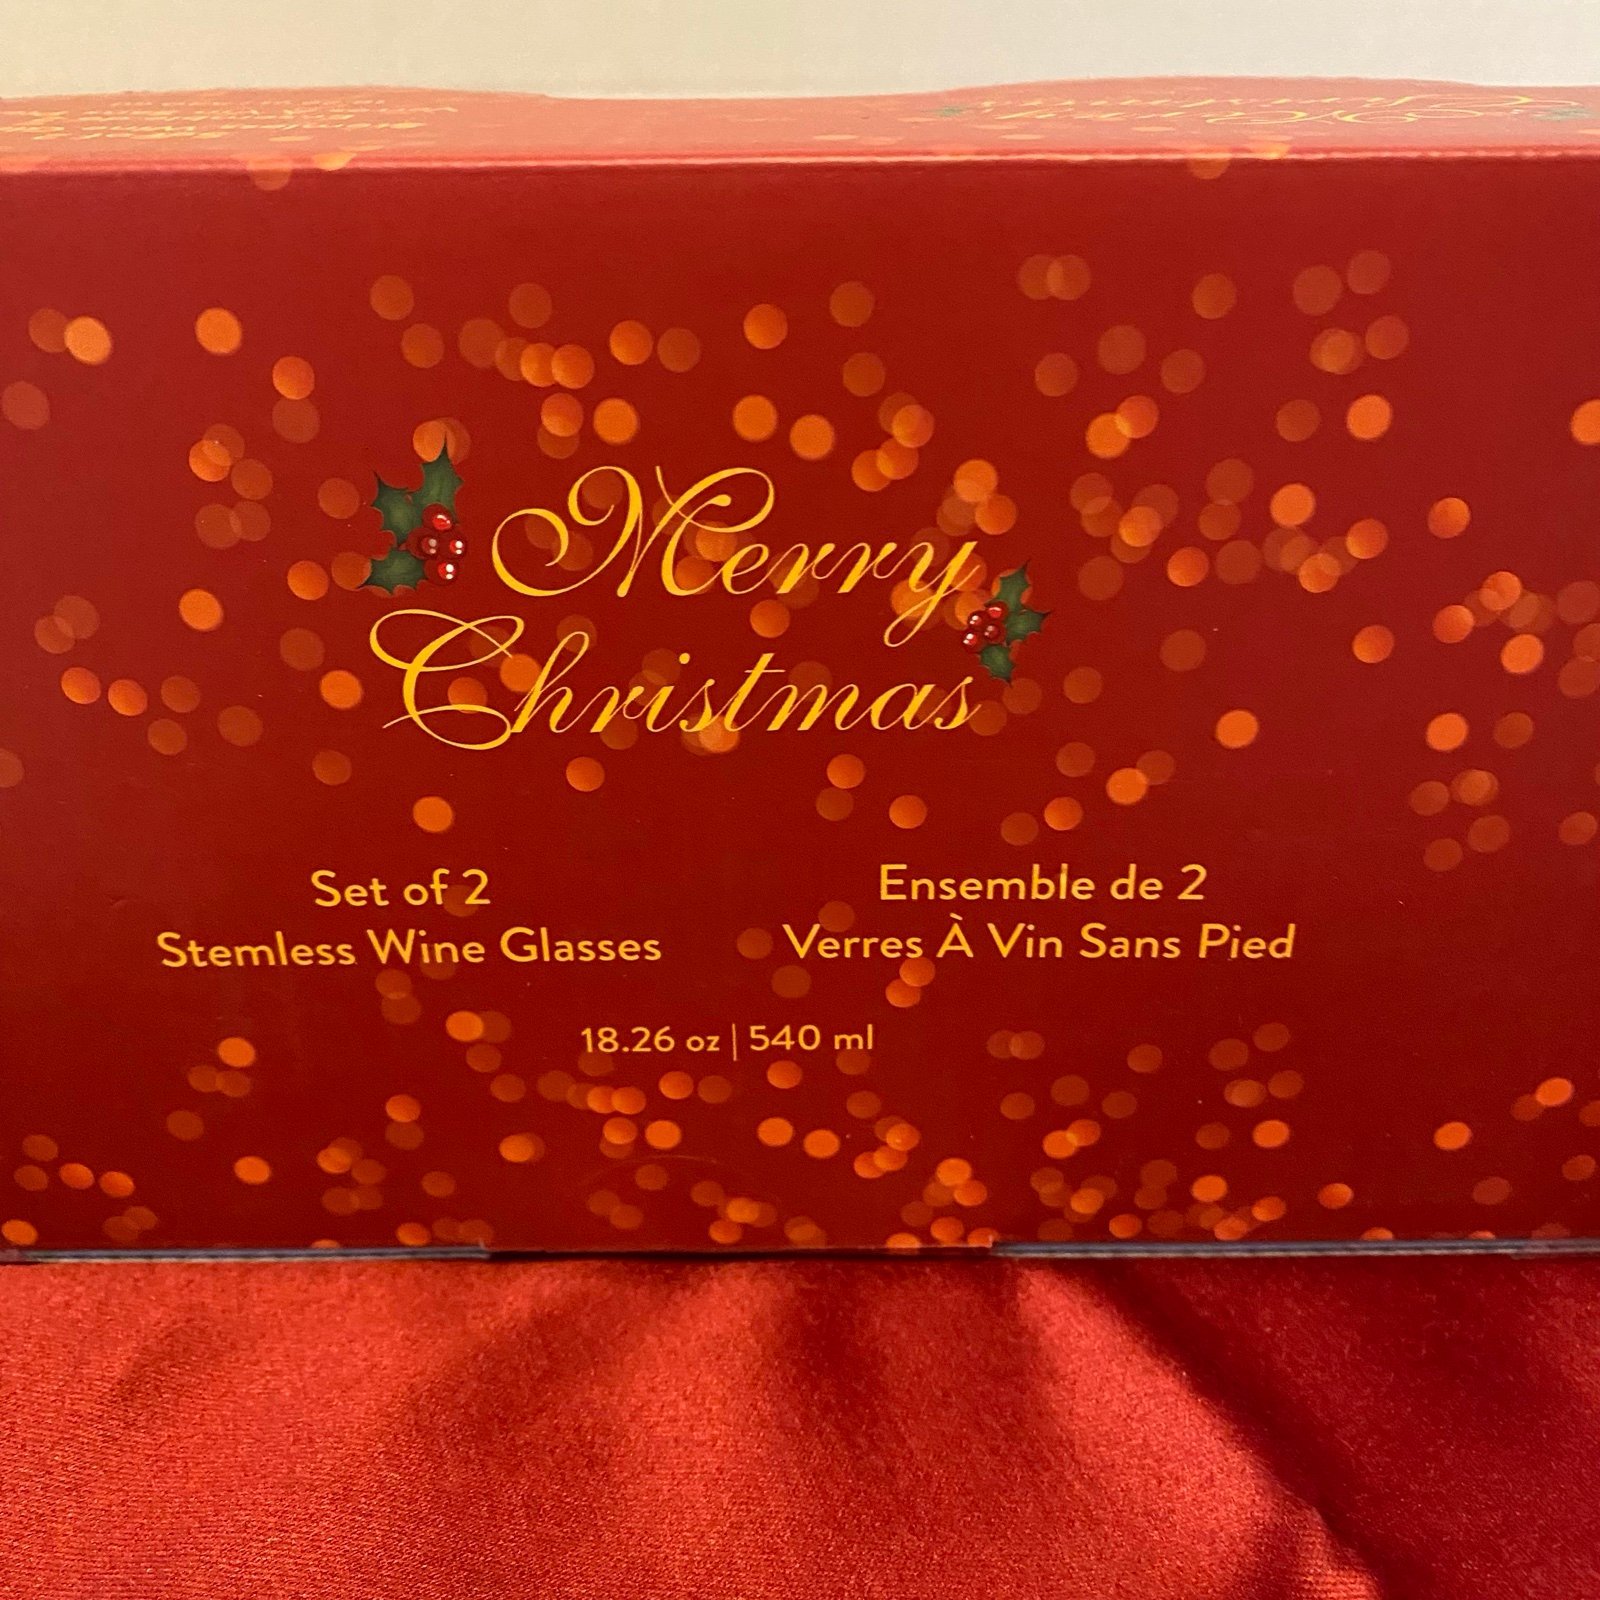 Merry
Christmas
Set of 2
Stemless Wine Glasses
Ensemble de 2
Verres À Vin Sans Pied
18.26 oz | 540 ml